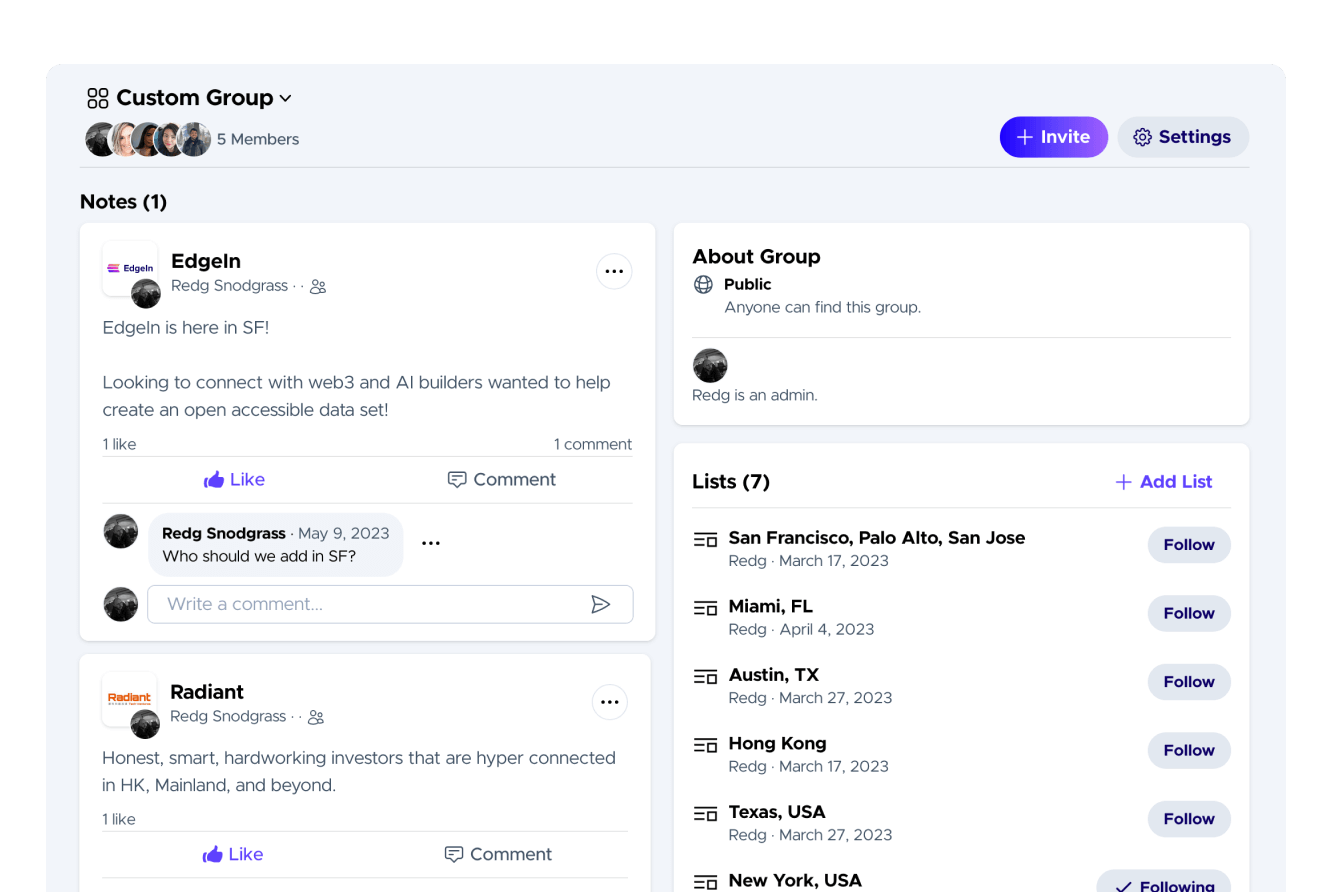 Custom Group
5 Members
+ Invite
Settings
Notes (1)
EdgeIn
EdgeIn
Redg Snodgrass · ·
EdgeIn is here in SF!
Looking to connect with web3 and AI builders wanted to help
create an open accessible data set!
1 like
1 comment
Like
Comment
Redg Snodgrass · May 9, 2023
Who should we add in SF?
Write a comment...
Radiant
Radiant
Redg Snodgrass · ·
Honest, smart, hardworking investors that are hyper connected
in HK, Mainland, and beyond.
1 like
Like
Comment
About Group
Public
Anyone can find this group.
Redg is an admin.
Lists (7)
+ Add List
San Francisco, Palo Alto, San Jose
Redg · March 17, 2023
Follow
Miami, FL
Redg · April 4, 2023
Follow
Austin, TX
Redg · March 27, 2023
Follow
Hong Kong
Redg · March 17, 2023
Follow
Texas, USA
Redg · March 27, 2023
Follow
New York, USA
Following